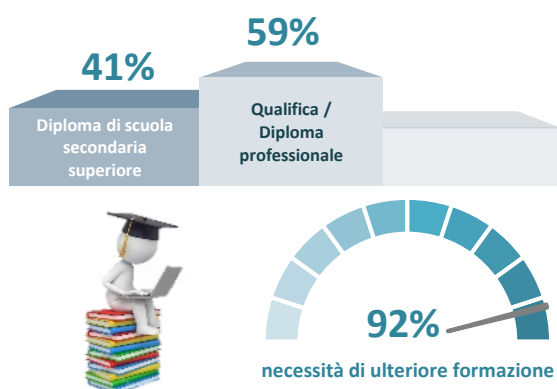 41%
59%
Diploma di scuola
secondaria
superiore
Qualifica /
Diploma
professionale
92%
necessità di ulteriore formazione